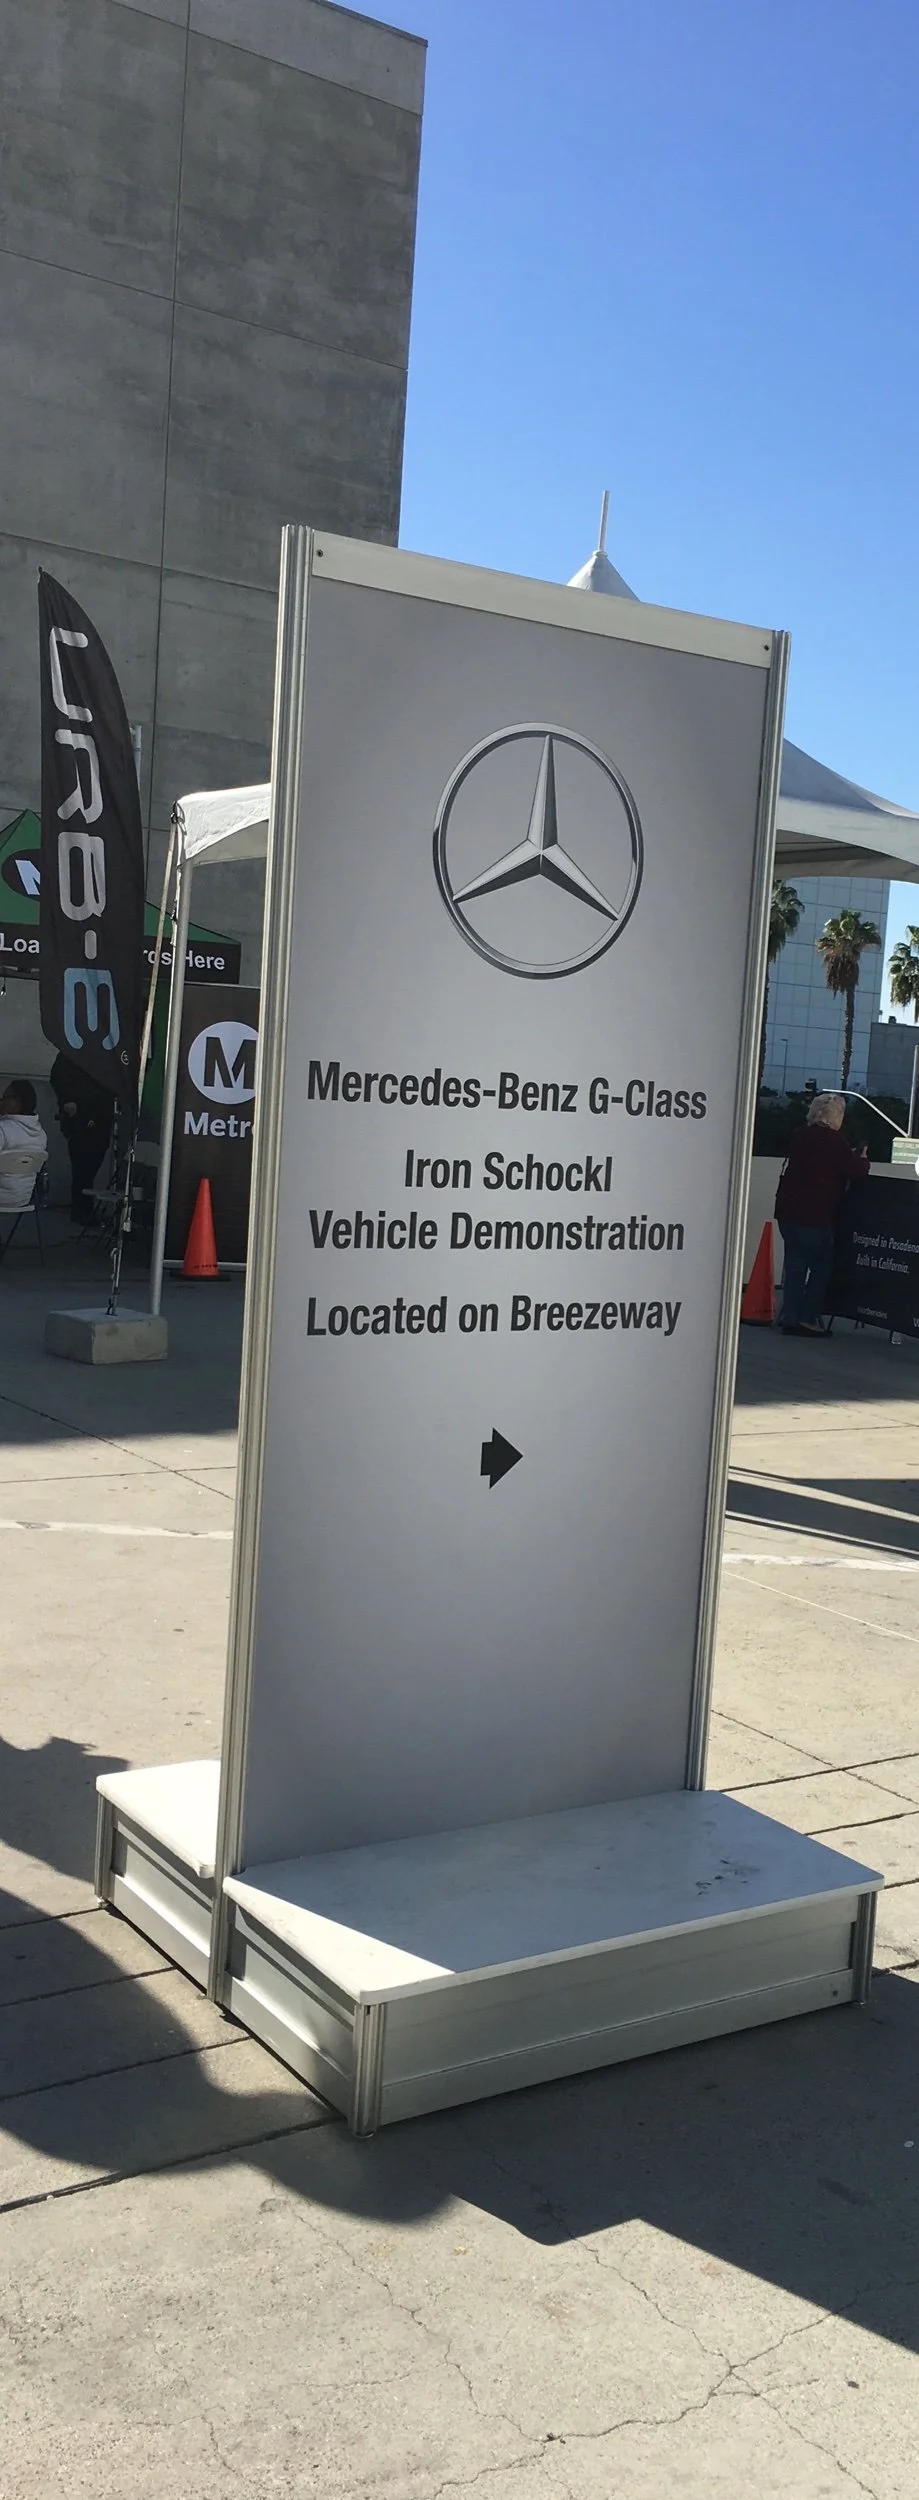 Mercedes-Benz G-Class
Iron Schockl
Vehicle Demonstration
Located on Breezeway
URB-E
Here
M
Metr
Designed in Pasadena
Built in California.